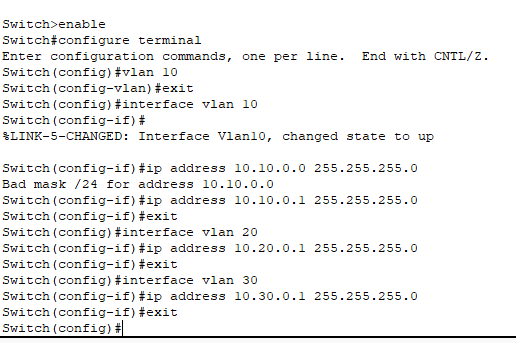 Switch>enable
Switch#configure terminal
Enter configuration commands, one per line.  End with CNTL/Z.
Switch(config)#vlan 10
Switch(config-vlan)#exit
Switch(config)#interface vlan 10
Switch(config-if)#
%LINK-5-CHANGED: Interface Vlan10, changed state to up
Switch(config-if)#ip address 10.10.0.0 255.255.255.0
Bad mask /24 for address 10.10.0.0
Switch(config-if)#ip address 10.10.0.1 255.255.255.0
Switch(config-if)#exit
Switch(config)#interface vlan 20
Switch(config-if)#ip address 10.20.0.1 255.255.255.0
Switch(config-if)#exit
Switch(config)#interface vlan 30
Switch(config-if)#ip address 10.30.0.1 255.255.255.0
Switch(config-if)#exit
Switch(config)#